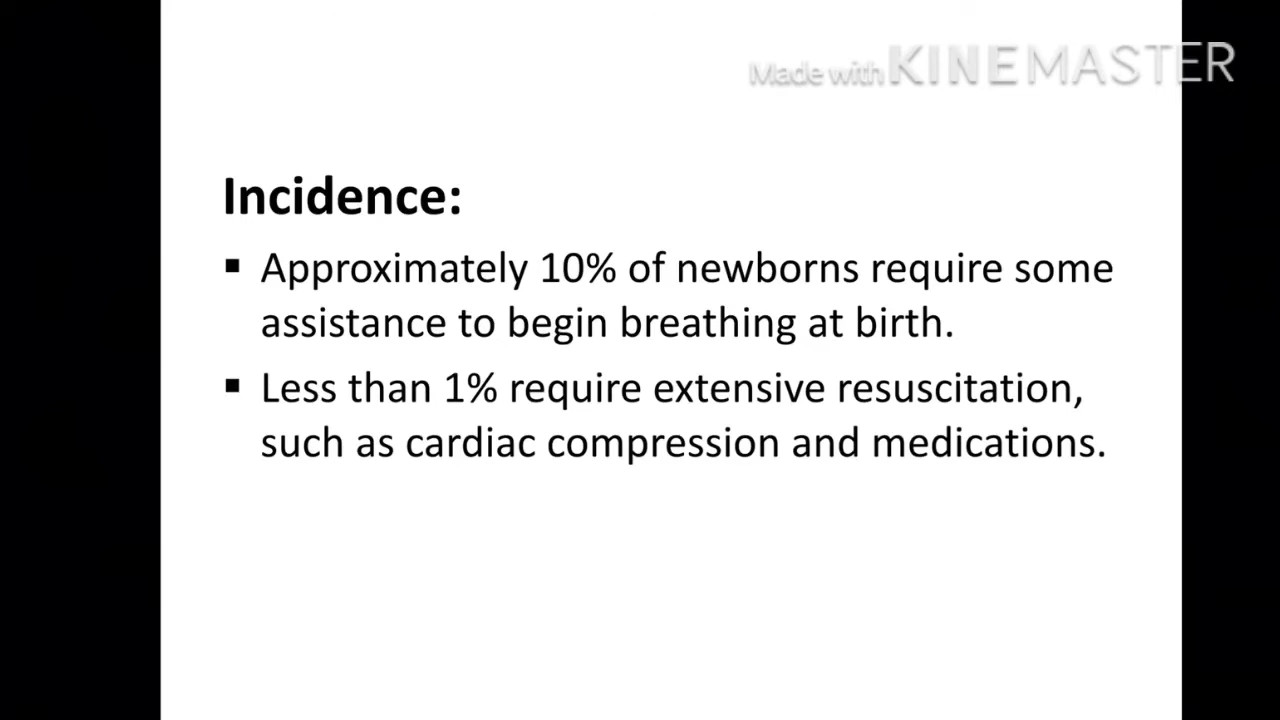 Made with KINEMASTER
Incidence:
▪ Approximately 10% of newborns require some
assistance to begin breathing at birth.
▪ Less than 1% require extensive resuscitation,
such as cardiac compression and medications.